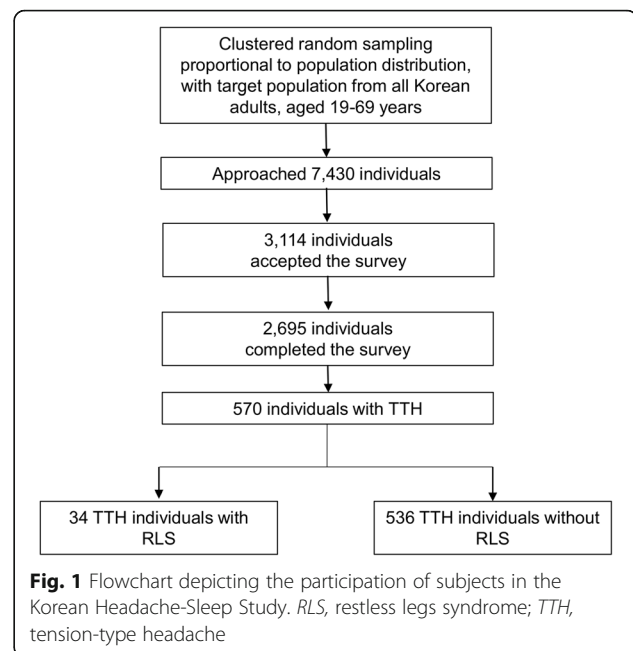 Clustered random sampling
proportional to population distribution,
with target population from all Korean
adults, aged 19-69 years
Approached 7,430 individuals
3,114 individuals
accepted the survey
2,695 individuals
completed the survey
570 individuals with TTH
34 TTH individuals with
RLS
536 TTH individuals without
RLS
Fig. 1 Flowchart depicting the participation of subjects in the
Korean Headache-Sleep Study. RLS, restless legs syndrome; TTH,
tension-type headache